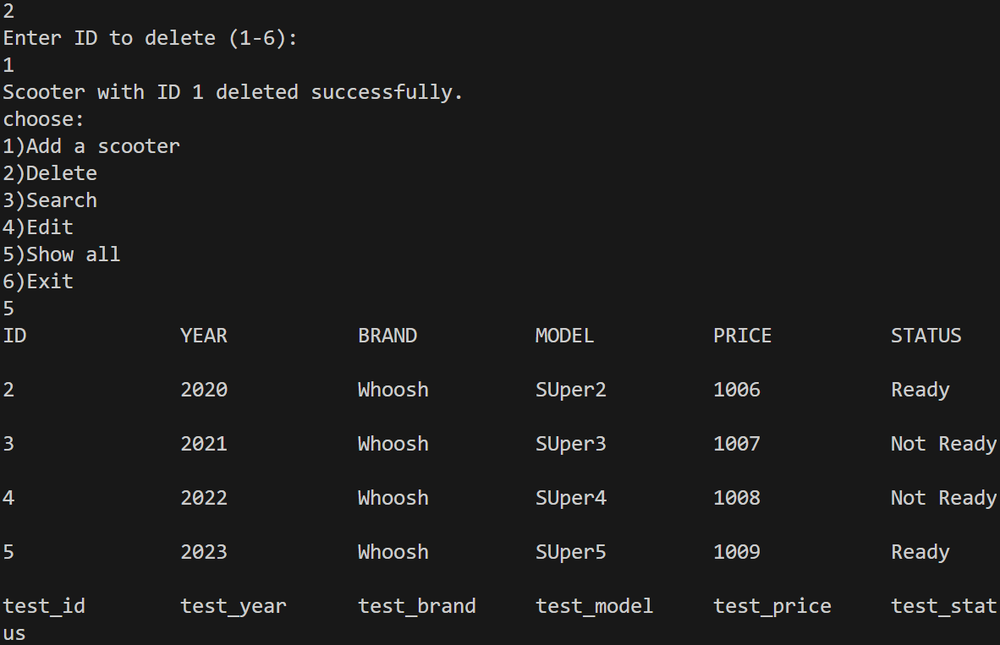 2
Enter ID to delete (1-6):
1
Scooter with ID 1 deleted successfully.
choose:
1)Add a scooter
2)Delete
3)Search
4)Edit
5)Show all
6)Exit
5
ID YEAR BRAND MODEL PRICE STATUS
2 2020 Whoosh SUper2 1006 Ready
3 2021 Whoosh SUper3 1007 Not Ready
4 2022 Whoosh SUper4 1008 Not Ready
5 2023 Whoosh SUper5 1009 Ready
test_id test_year test_brand test_model test_price test_stat
us